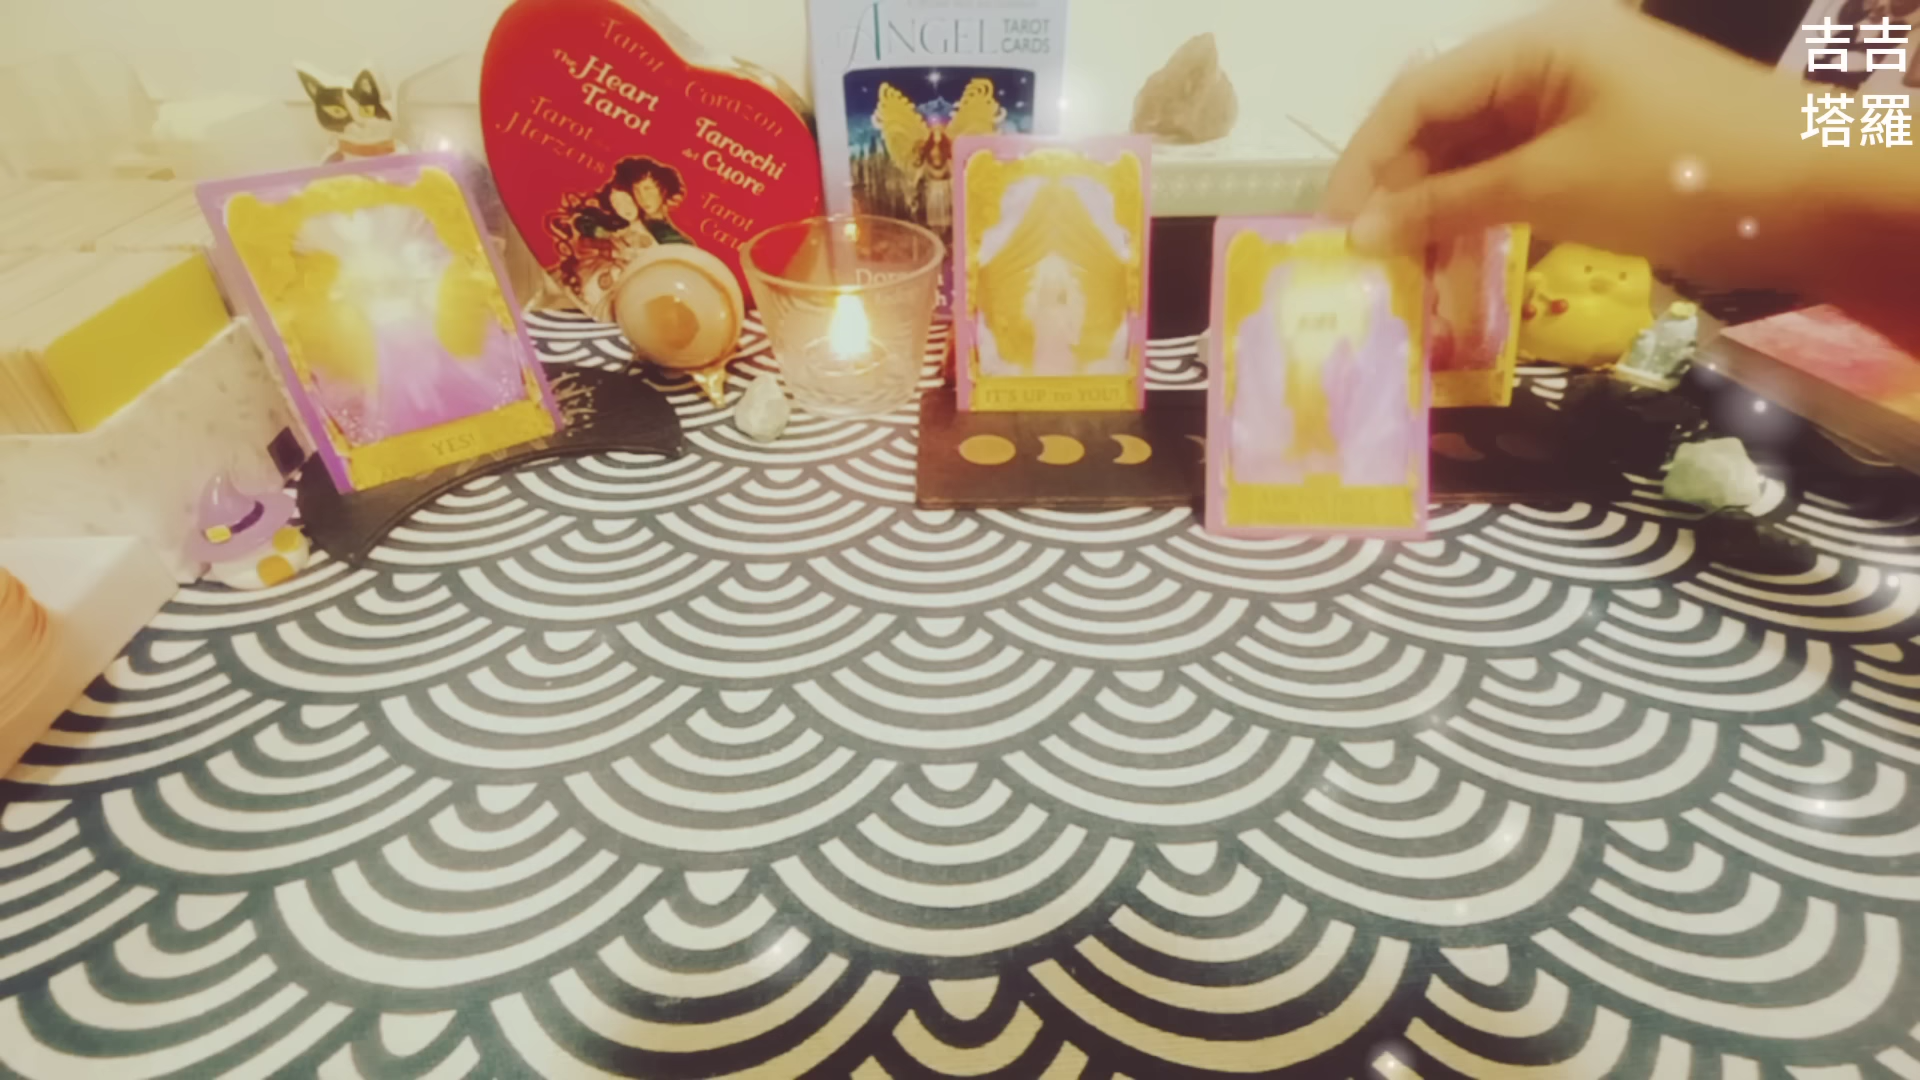 吉吉
塔羅
Tarot
Corazon
The Heart
Tarot
Tarot
Herzens
Tarocchi
del Cuore
Tarot
ANGEL TAROT
CARDS
YES!
IT'S UP TO YOU!